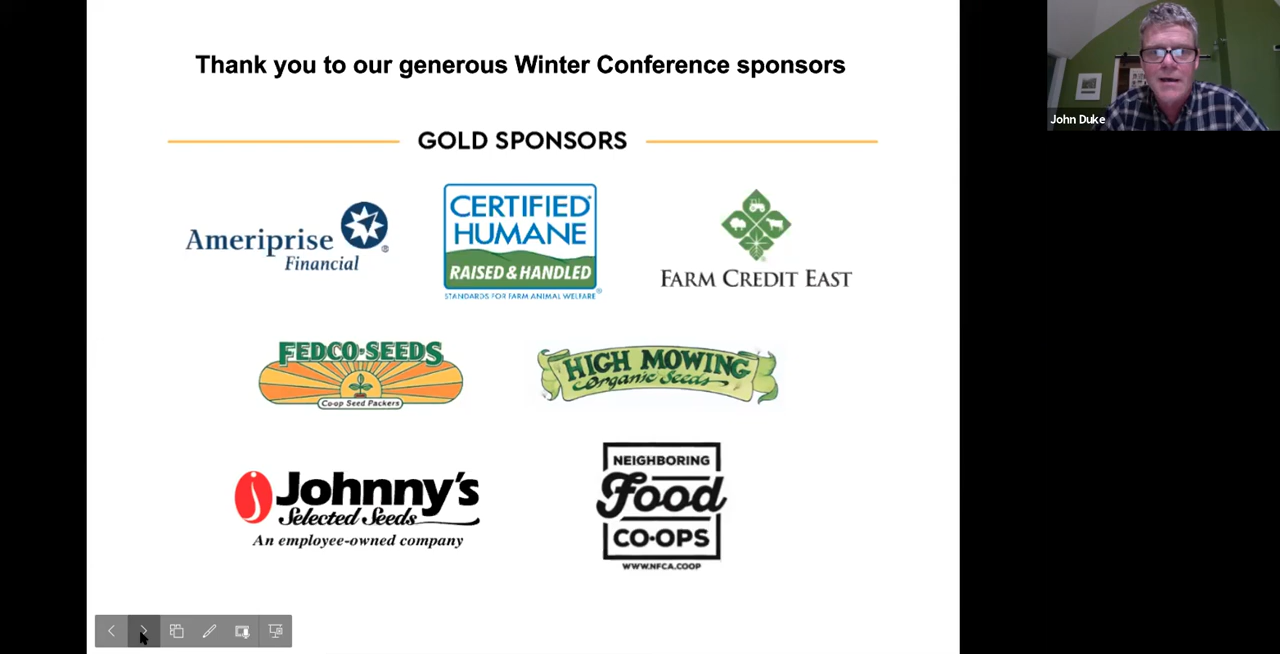 Thank you to our generous Winter Conference sponsors
John Duke
GOLD SPONSORS
Ameriprise
Financial
®
CERTIFIED®
HUMANE
RAISED & HANDLED
STANDARDS FOR FARM ANIMAL WELFARE®
FARM CREDIT EAST
FEDCO·SEEDS
Co-op Seed Packers
HIGH MOWING
Organic Seeds
Johnny's
Selected Seeds
An employee-owned company
NEIGHBORING
Food
CO·OPS
WWW.NFCA.COOP